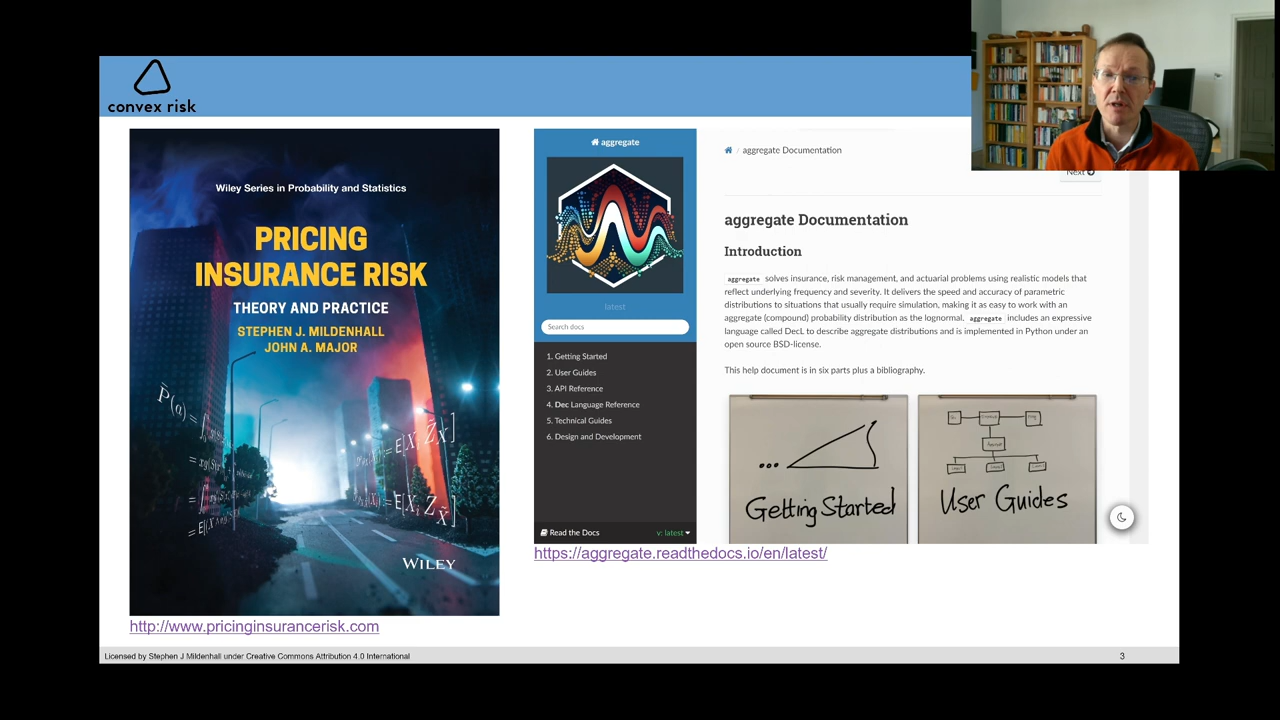 convex risk
Wiley Series in Probability and Statistics
PRICING
INSURANCE RISK
THEORY AND PRACTICE
STEPHEN J. MILDENHALL
JOHN A. MAJOR
WILEY
http://www.pricinginsurancerisk.com
aggregate
latest
Search docs
1. Getting Started
2. User Guides
3. API Reference
4. Dec Language Reference
5. Technical Guides
6. Design and Development
Read the Docs
v: latest
/ aggregate Documentation
Next
aggregate Documentation
Introduction
aggregate solves insurance, risk management, and actuarial problems using realistic models that
reflect underlying frequency and severity. It delivers the speed and accuracy of parametric
distributions to situations that usually require simulation, making it as easy to work with an
aggregate (compound) probability distribution as the lognormal. aggregate includes an expressive
language called DecL to describe aggregate distributions and is implemented in Python under an
open source BSD-license.
This help document is in six parts plus a bibliography.
Getting Started
User Guides
https://aggregate.readthedocs.io/en/latest/
Licensed by Stephen J Mildenhall under Creative Commons Attribution 4.0 International
3